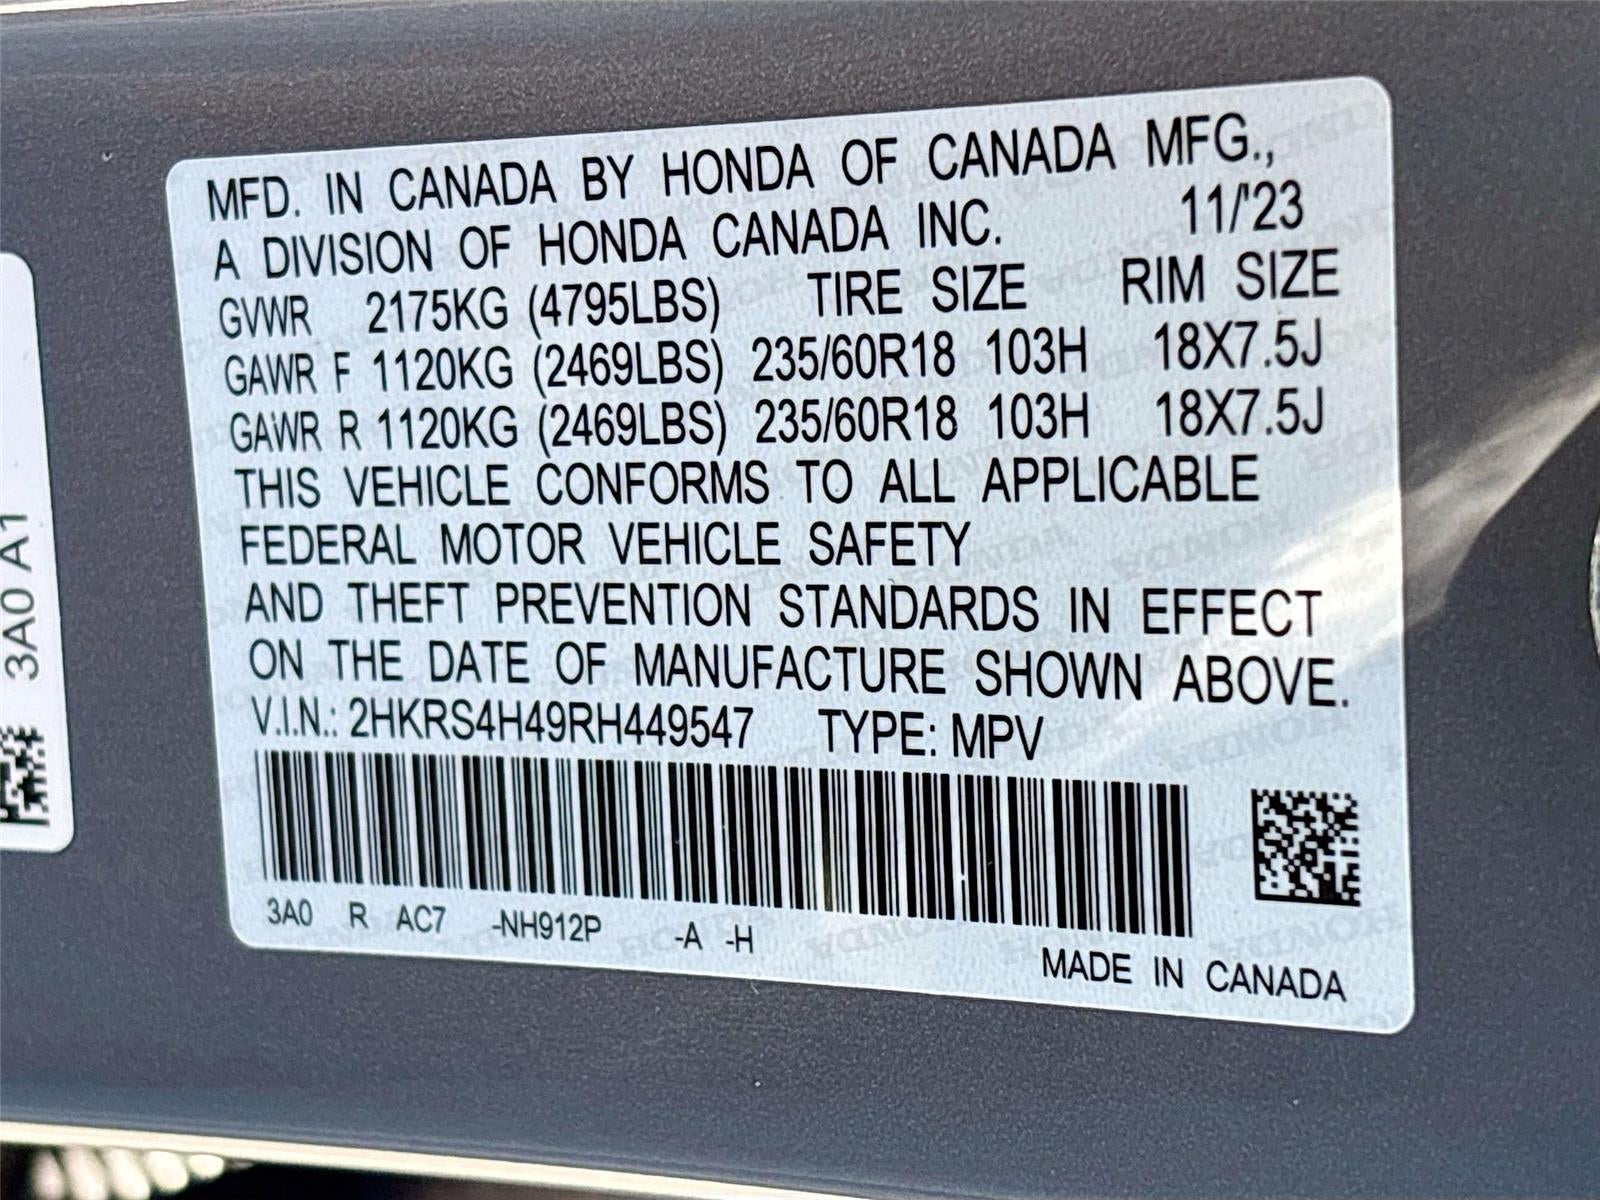 MFD. IN CANADA BY HONDA OF CANADA MFG.,
A DIVISION OF HONDA CANADA INC. 11/'23
GVWR 2175KG (4795LBS) TIRE SIZE RIM SIZE
GAWR F 1120KG (2469LBS) 235/60R18 103H 18X7.5J
GAWR R 1120KG (2469LBS) 235/60R18 103H 18X7.5J
THIS VEHICLE CONFORMS TO ALL APPLICABLE
FEDERAL MOTOR VEHICLE SAFETY
AND THEFT PREVENTION STANDARDS IN EFFECT
ON THE DATE OF MANUFACTURE SHOWN ABOVE.
V.I.N.: 2HKRS4H49RH449547 TYPE: MPV
3A0 R AC7 -NH912P -A -H
MADE IN CANADA
3A0 A1